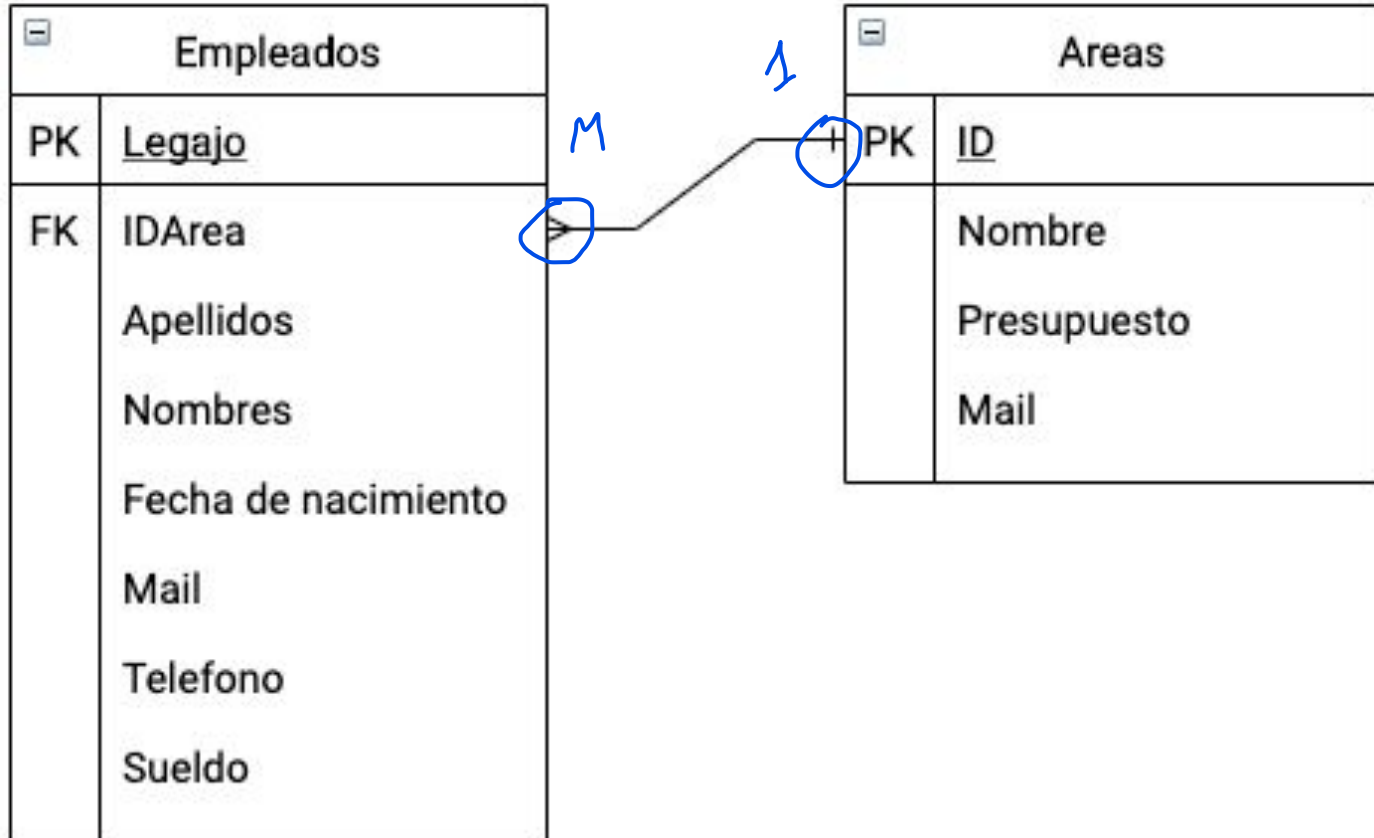 Empleados
PK Legajo
FK IDArea
Apellidos
Nombres
Fecha de nacimiento
Mail
Telefono
Sueldo
M
1
Areas
PK ID
Nombre
Presupuesto
Mail